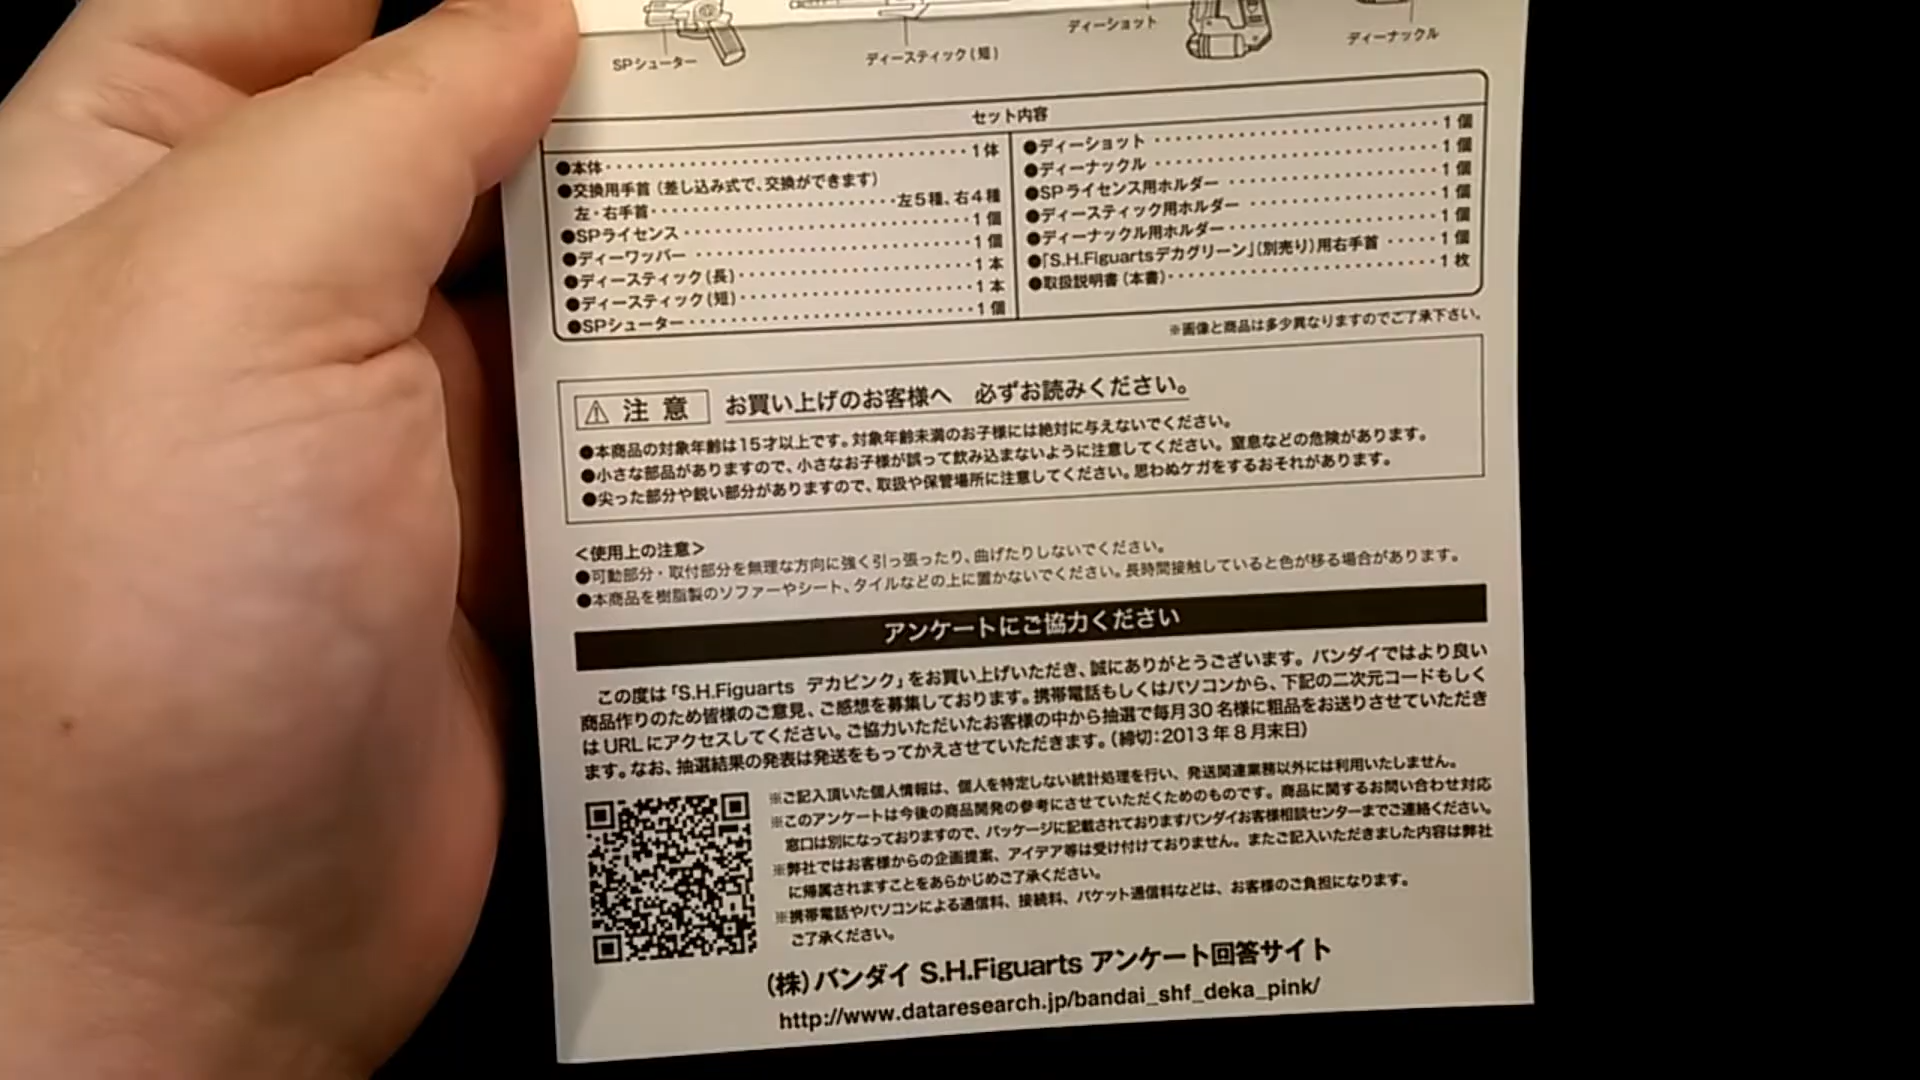 SPシューター
ディースティック(短)
ディーショット
ディーナックル
セット内容
●本体・・・・・・・・・・1体
●交換用手首(差し込み式で、交換ができます)
左・右手首・・・・・・・・・・左5種、右4種
●SPライセンス・・・・・・・・・・1個
●ディーワッパー・・・・・・・・・・1個
●ディースティック(長)・・・・・・・・・・1本
●ディースティック(短)・・・・・・・・・・1本
●SPシューター・・・・・・・・・・1個
●ディーショット・・・・・・・・・・1個
●ディーナックル・・・・・・・・・・1個
●SPライセンス用ホルダー・・・・・・・・・・1個
●ディースティック用ホルダー・・・・・・・・・・1個
●ディーナックル用ホルダー・・・・・・・・・・1個
●「S.H.Figuartsデカグリーン」(別売り)用右手首・・・・・1個
●取扱説明書(本書)・・・・・・・・・・1枚
※画像と商品は多少異なりますのでご了承下さい。
⚠ 注意 お買い上げのお客様へ 必ずお読みください。
●本商品の対象年齢は15才以上です。対象年齢未満のお子様には絶対に与えないでください。
●小さな部品がありますので、小さなお子様が誤って飲み込まないように注意してください。窒息などの危険があります。
●尖った部分や鋭い部分がありますので、取扱や保管場所に注意してください。思わぬケガをするおそれがあります。
<使用上の注意>
●可動部分・取付部分を無理な方向に強く引っ張ったり、曲げたりしないでください。
●本商品を樹脂製のソファーやシート、タイルなどの上に置かないでください。長時間接触していると色が移る場合があります。
アンケートにご協力ください
この度は「S.H.Figuarts デカピンク」をお買い上げいただき、誠にありがとうございます。バンダイではより良い
商品作りのため皆様のご意見、ご感想を募集しております。携帯電話もしくはパソコンから、下記の二次元コードもしく
はURLにアクセスしてください。ご協力いただいたお客様の中から抽選で毎月30名様に粗品をお送りさせていただき
ます。なお、抽選結果の発表は発送をもってかえさせていただきます。(締切:2013年8月末日)
※ご記入頂いた個人情報は、個人を特定しない統計処理を行い、発送関連業務以外には利用いたしません。
※このアンケートは今後の商品開発の参考にさせていただくためのものです。商品に関するお問い合わせ対応
窓口は別になっておりますので、パッケージに記載されておりますバンダイお客様相談センターまでご連絡ください。
※弊社ではお客様からの企画提案、アイデア等は受け付けておりません。またご記入いただきました内容は弊社
に帰属されますことをあらかじめご了承ください。
※携帯電話やパソコンによる通信料、接続料、パケット通信料などは、お客様のご負担になります。
ご了承ください。
(株)バンダイ S.H.Figuarts アンケート回答サイト
http://www.dataresearch.jp/bandai_shf_deka_pink/